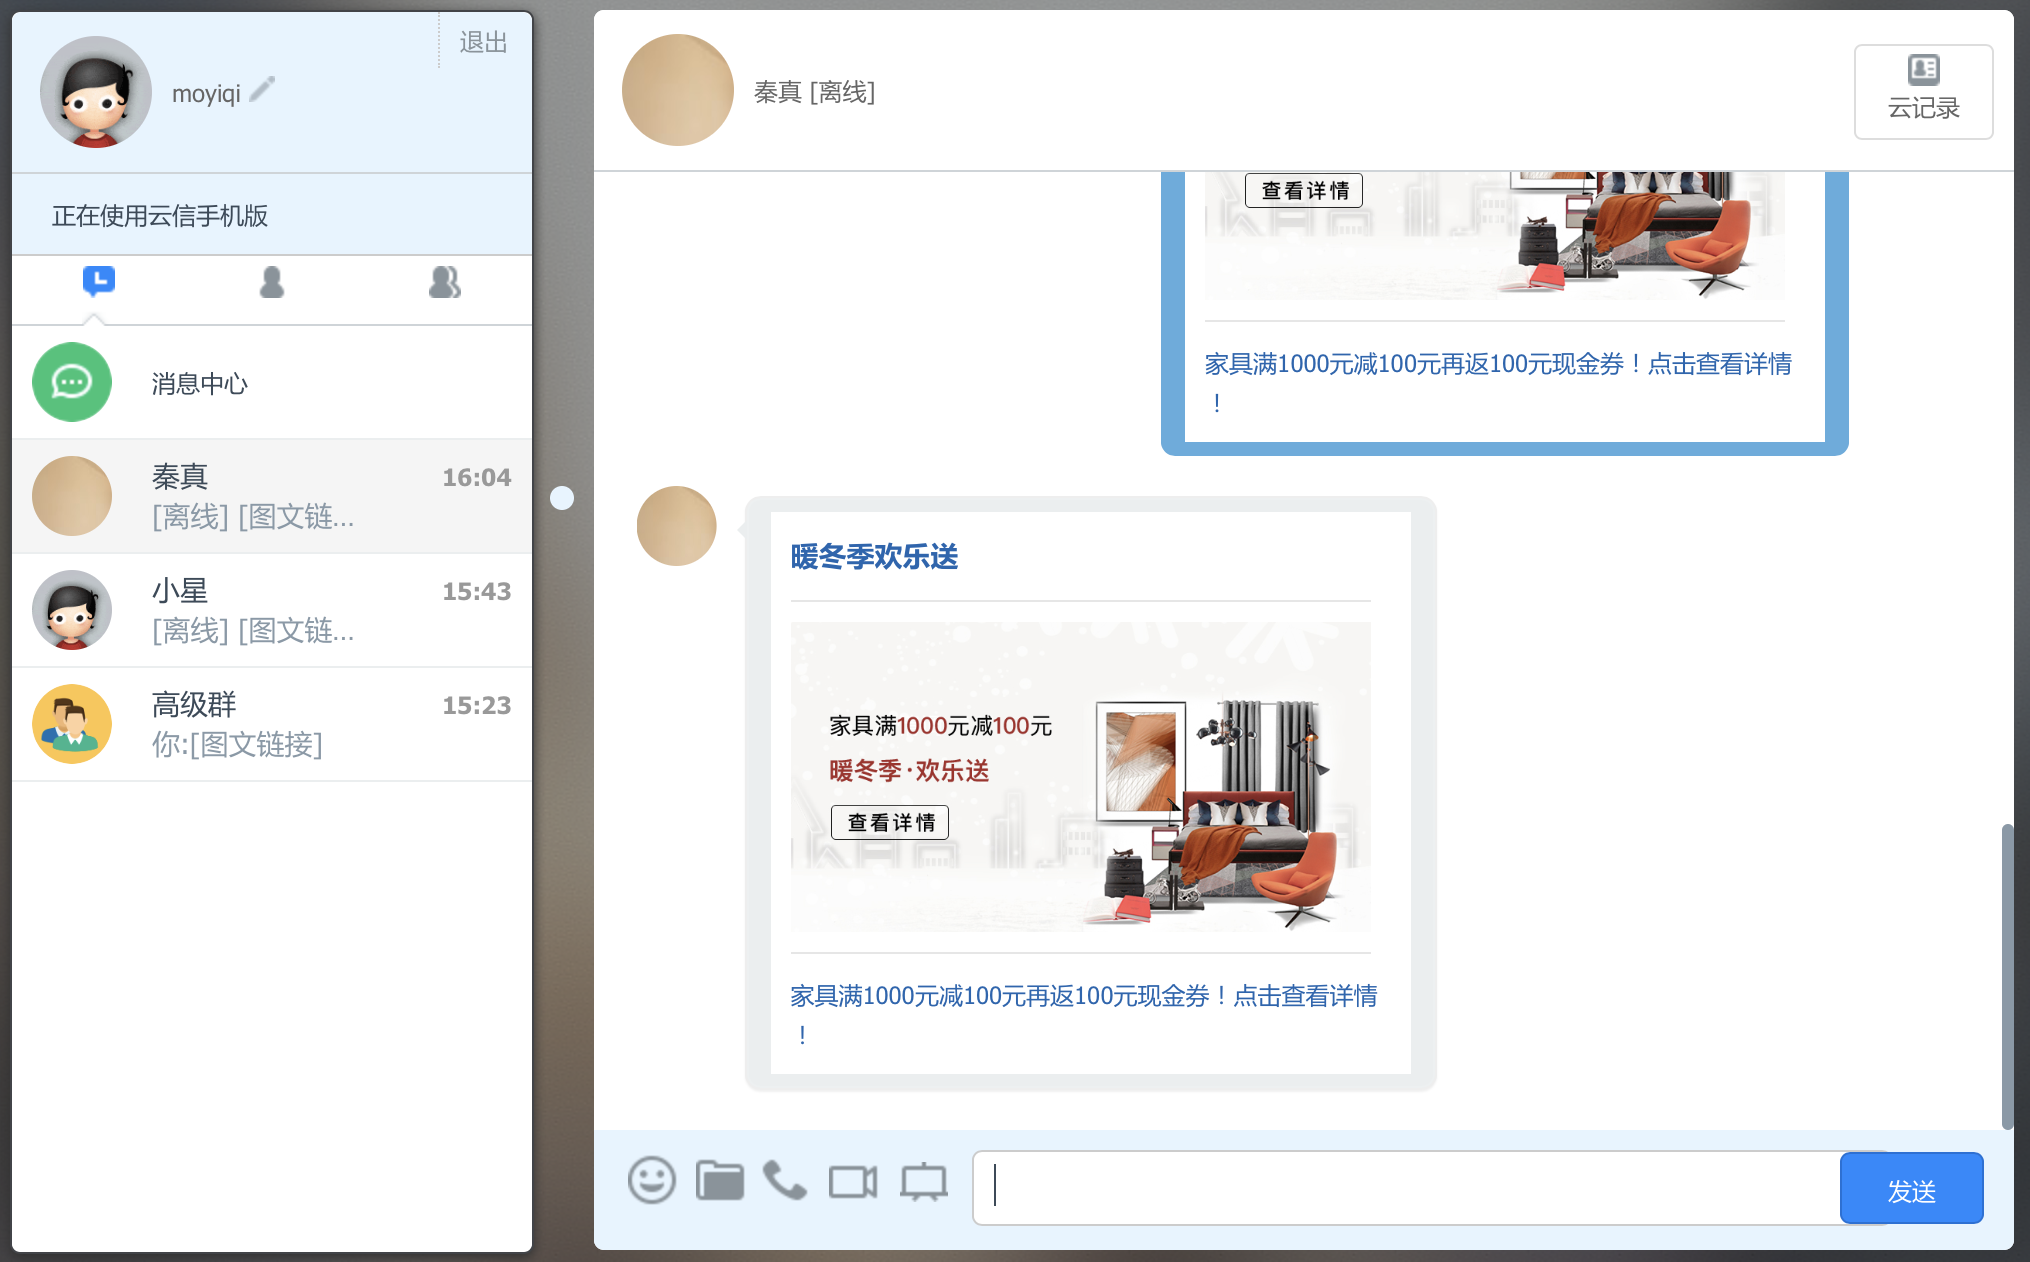 moyiqi
退出
正在使用云信手机版
消息中心
秦真
16:04
[离线] [图文链...
小星
15:43
[离线] [图文链...
高级群
15:23
你:[图文链接]
秦真 [离线]
云记录
查看详情
家具满1000元减100元再返100元现金券！点击查看详情
！
暖冬季欢乐送
家具满1000元减100元
暖冬季·欢乐送
查看详情
家具满1000元减100元再返100元现金券！点击查看详情
！
发送